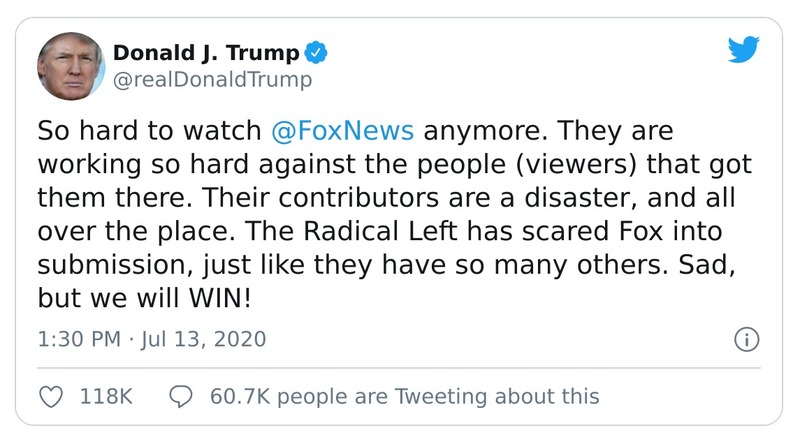 Donald J. Trump
@realDonaldTrump
So hard to watch @FoxNews anymore. They are
working so hard against the people (viewers) that got
them there. Their contributors are a disaster, and all
over the place. The Radical Left has scared Fox into
submission, just like they have so many others. Sad,
but we will WIN!
1:30 PM · Jul 13, 2020
118K 60.7K people are Tweeting about this